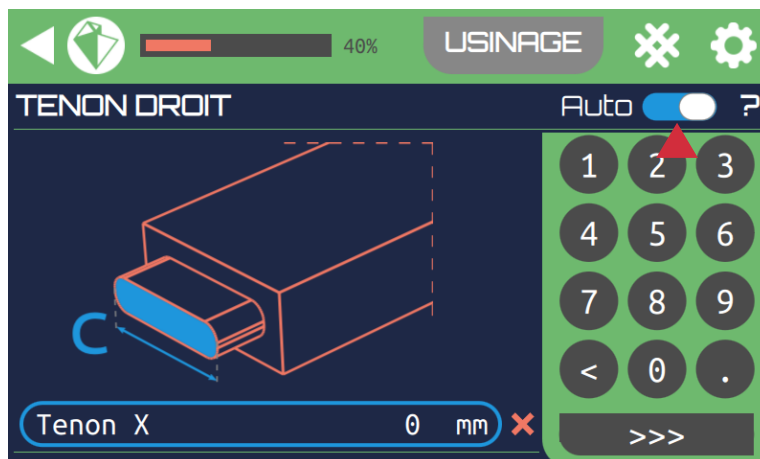 40%
USINAGE
TENON DROIT
Auto
?
1 2 3
4 5 6
7 8 9
< 0 .
C
Tenon X 0 mm
>>>